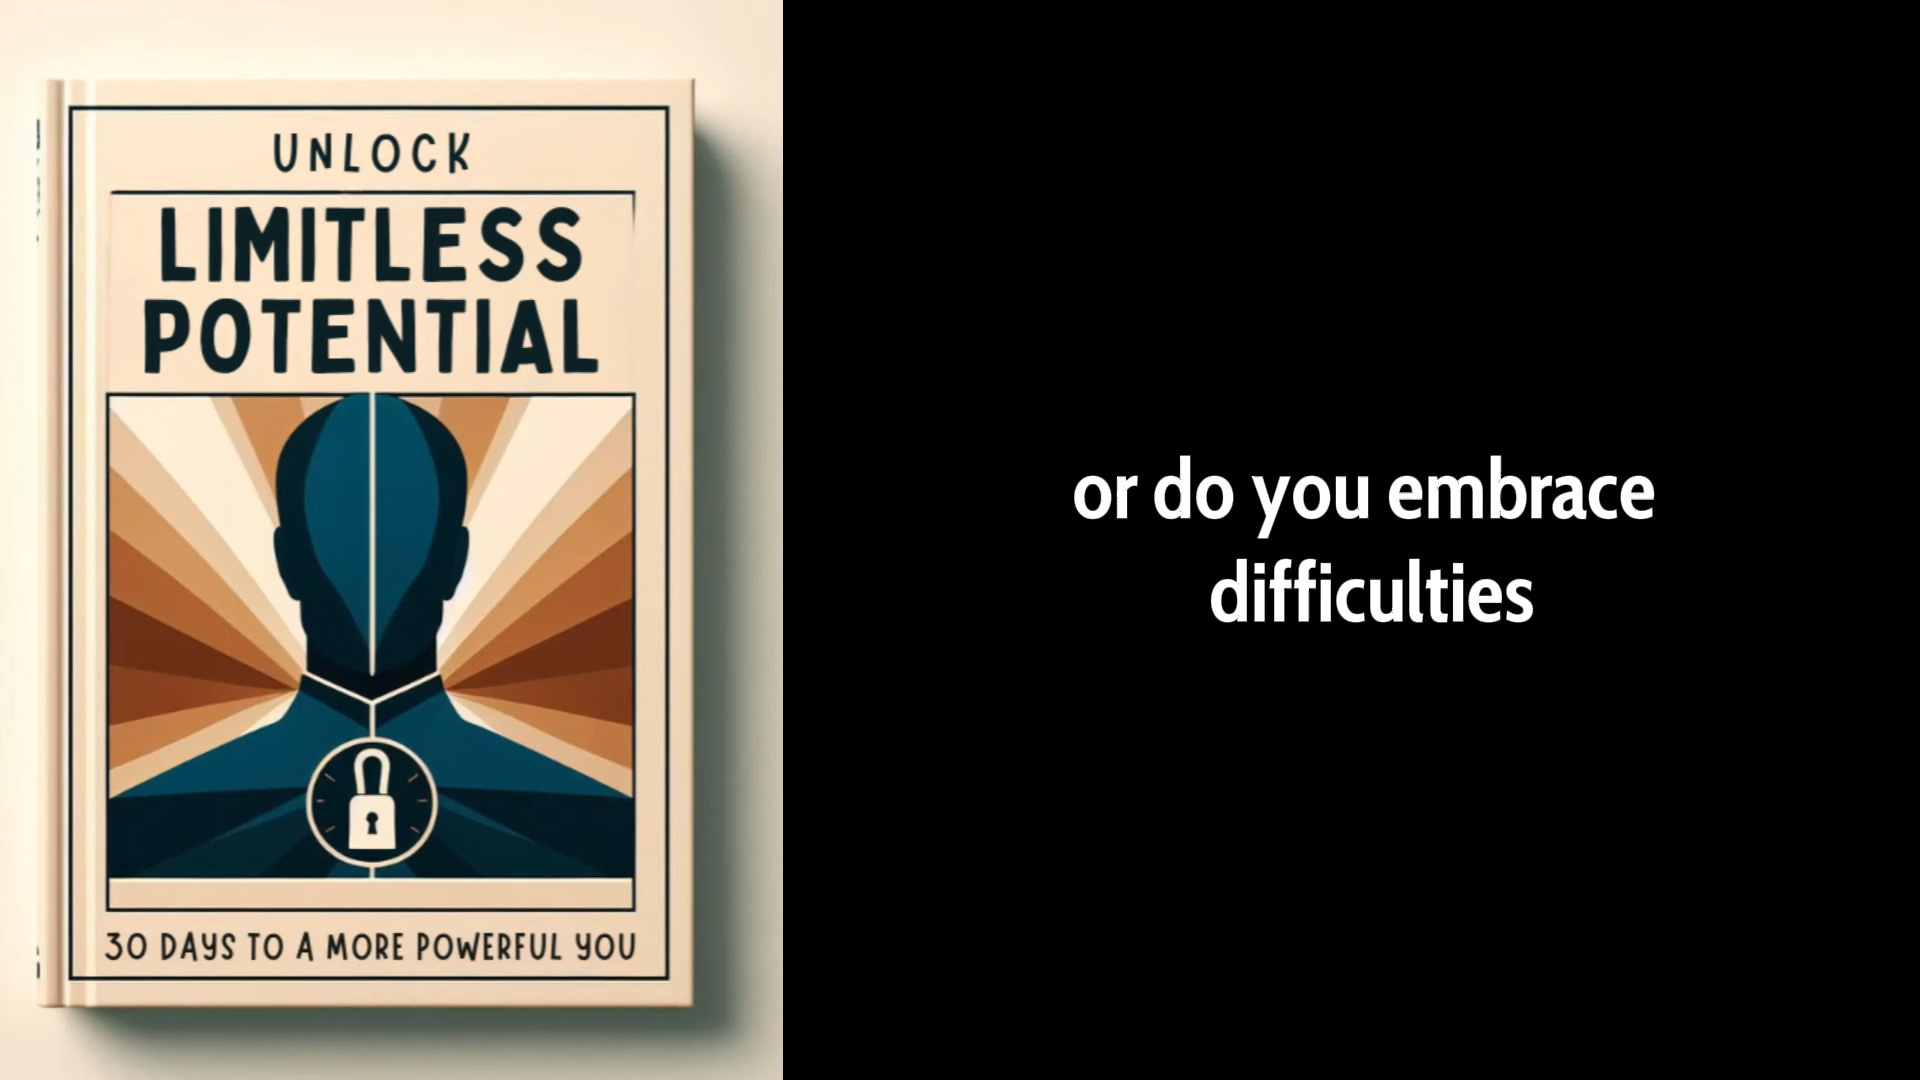 UNLOCK
LIMITLESS
POTENTIAL
30 DAYS TO A MORE POWERFUL YOU
or do you embrace
difficulties